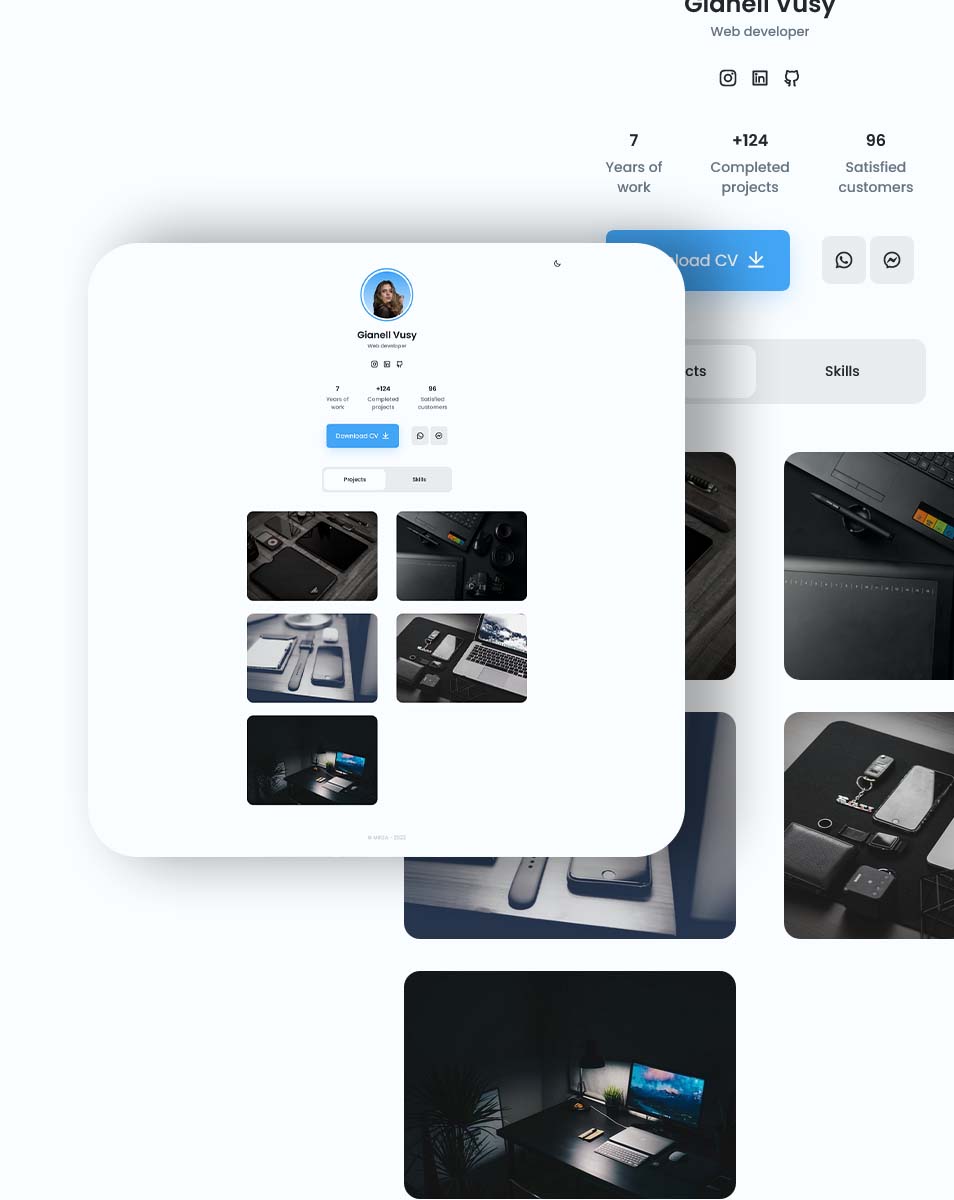 Gianell Vusy
Web developer
7
+124
96
Years of
work
Completed
projects
Satisfied
customers
load CV
cts
Skills
Gianell Vusy
Web developer
7
+124
96
Years of
work
Completed
projects
Satisfied
customers
Download CV
Projects
Skills